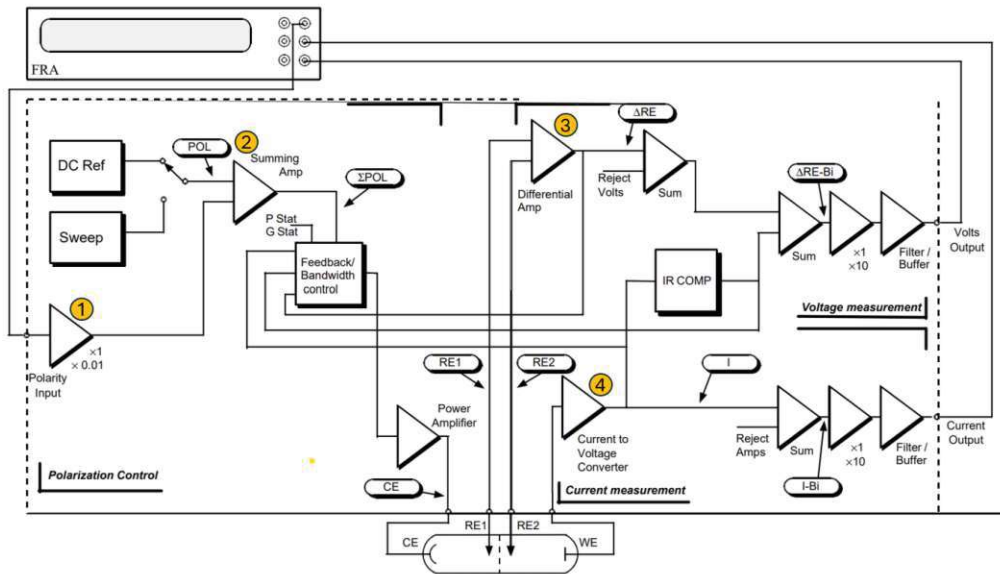 FRA
3
ΔRE
2
POL
Summing
Amp
DC Ref
ΣPOL
Reject
Volts
Sum
Differential
Amp
ΔRE-Bi
P Stat
G Stat
Sweep
Feedback/
Bandwidth
control
IR COMP
Sum
×1
×10
Filter /
Buffer
Volts
Output
1
×1
× 0.01
Polarity
Input
Voltage measurement
RE1
RE2
4
I
Power
Amplifier
Current to
Voltage
Converter
Reject
Amps
Sum
×1
×10
Filter /
Buffer
Current
Output
Polarization Control
CE
Current measurement
I-Bi
RE1
RE2
CE
WE